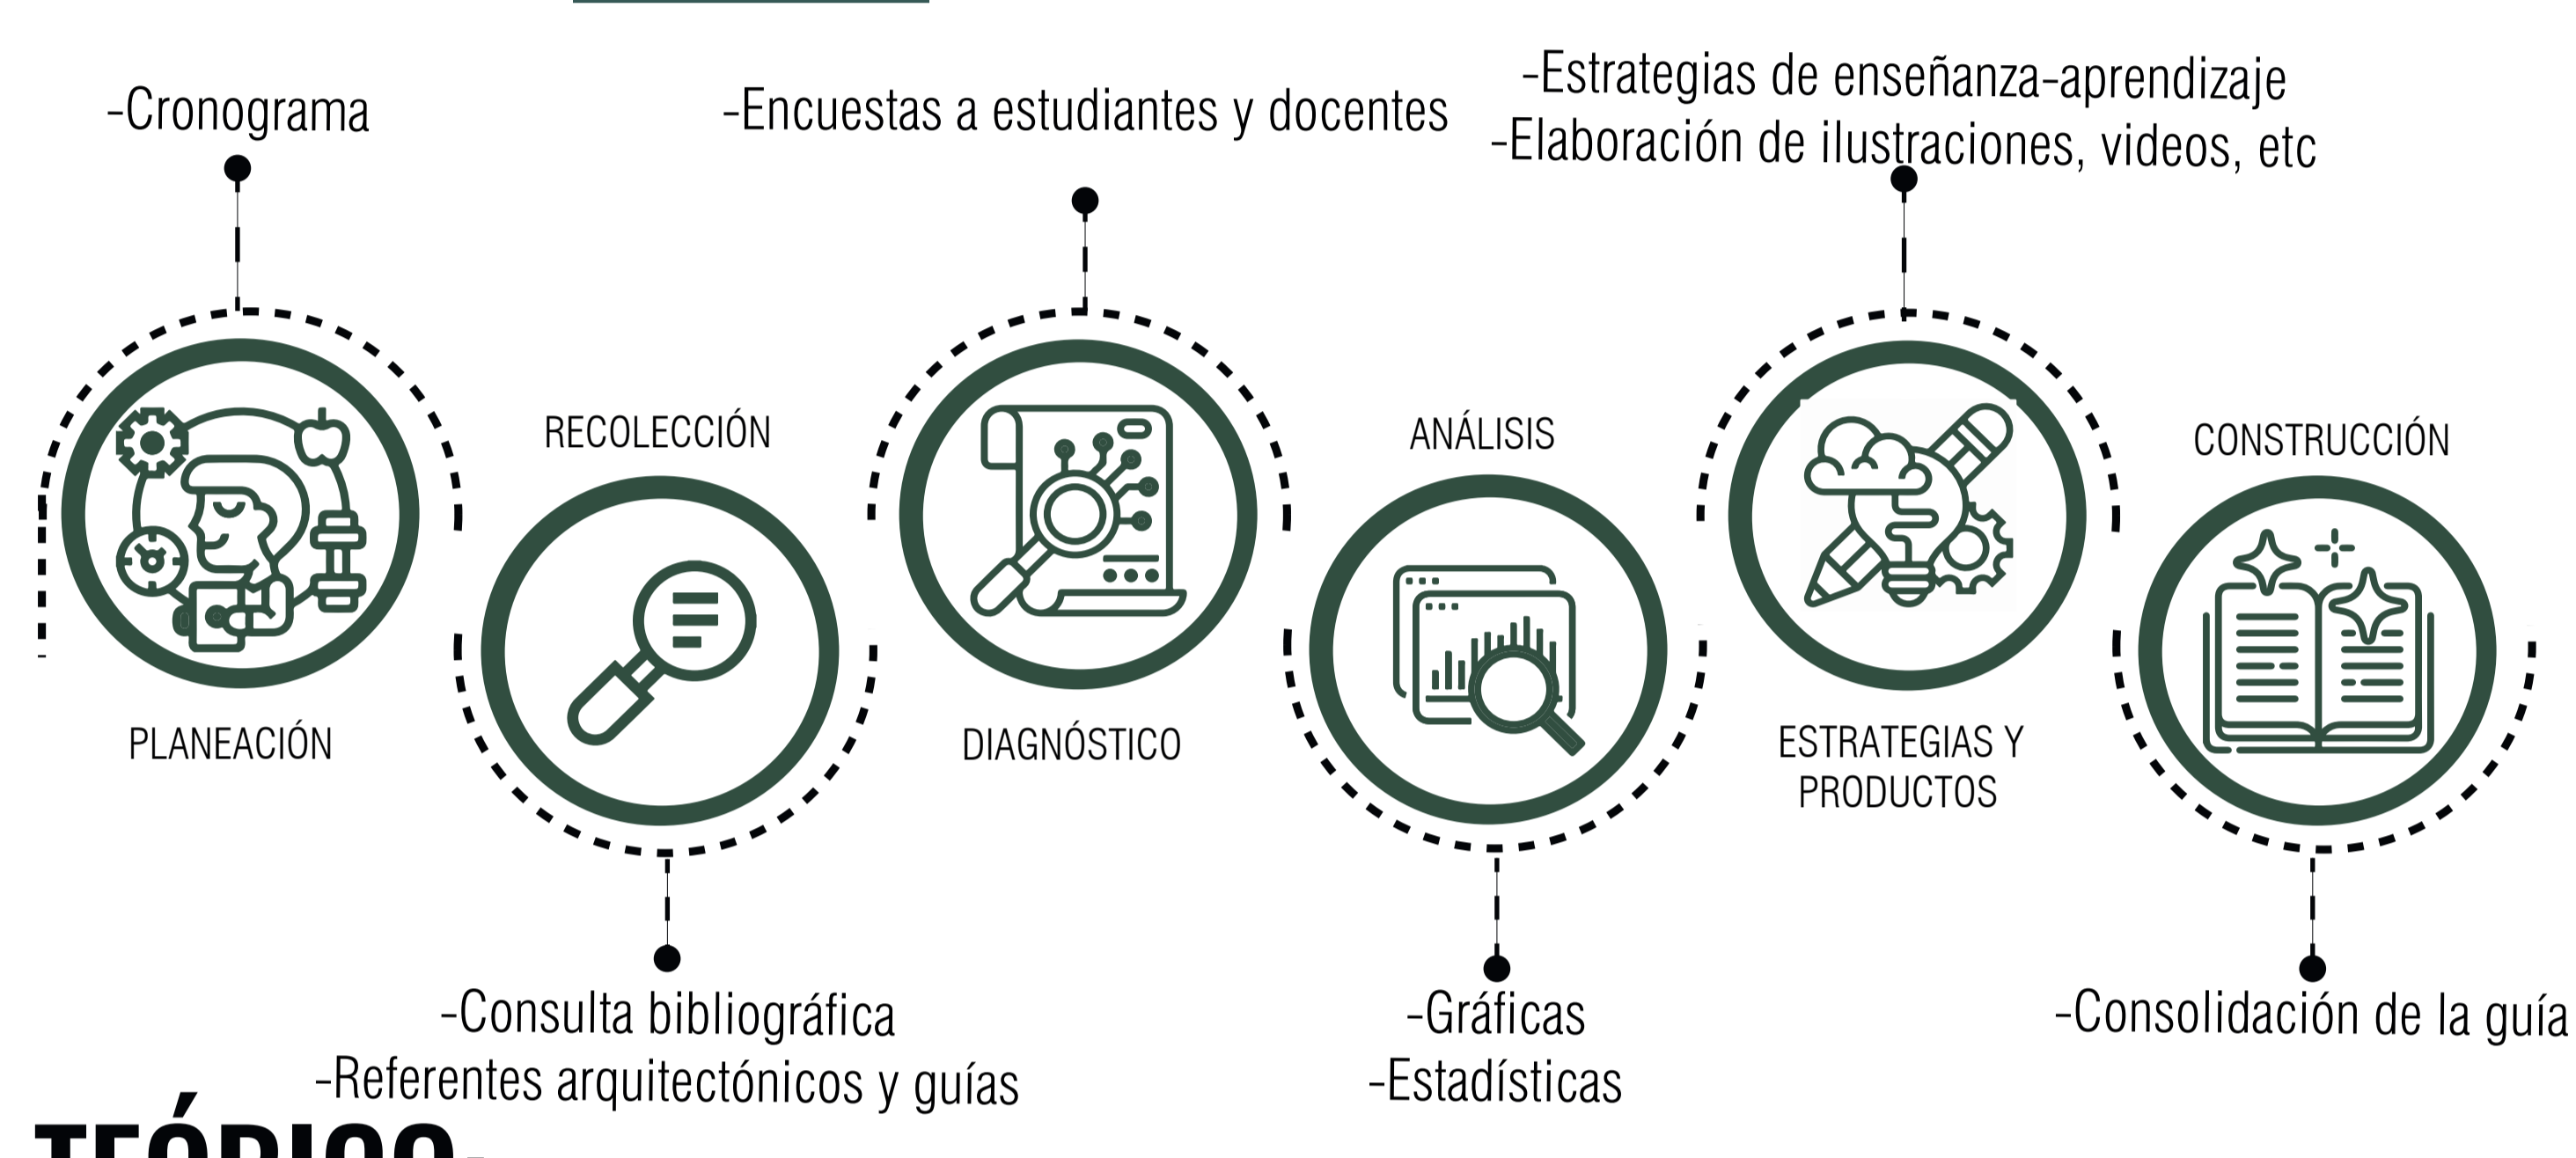 -Cronograma
PLANEACIÓN
RECOLECCIÓN
-Consulta bibliográfica
-Referentes arquitectónicos y guías
-Encuestas a estudiantes y docentes
DIAGNÓSTICO
ANÁLISIS
-Gráficas
-Estadísticas
-Estrategias de enseñanza-aprendizaje
-Elaboración de ilustraciones, videos, etc
ESTRATEGIAS Y
PRODUCTOS
CONSTRUCCIÓN
-Consolidación de la guía
TEÓRICO: